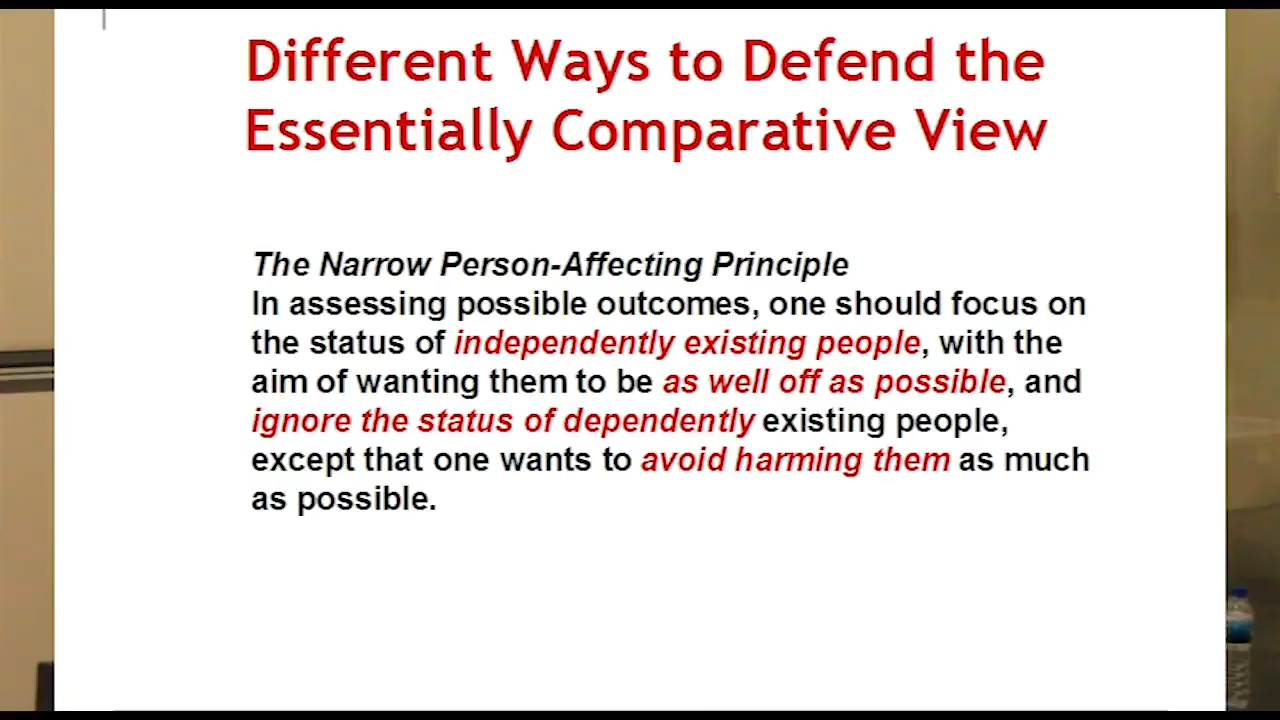 Different Ways to Defend the
Essentially Comparative View
The Narrow Person-Affecting Principle
In assessing possible outcomes, one should focus on
the status of independently existing people, with the
aim of wanting them to be as well off as possible, and
ignore the status of dependently existing people,
except that one wants to avoid harming them as much
as possible.